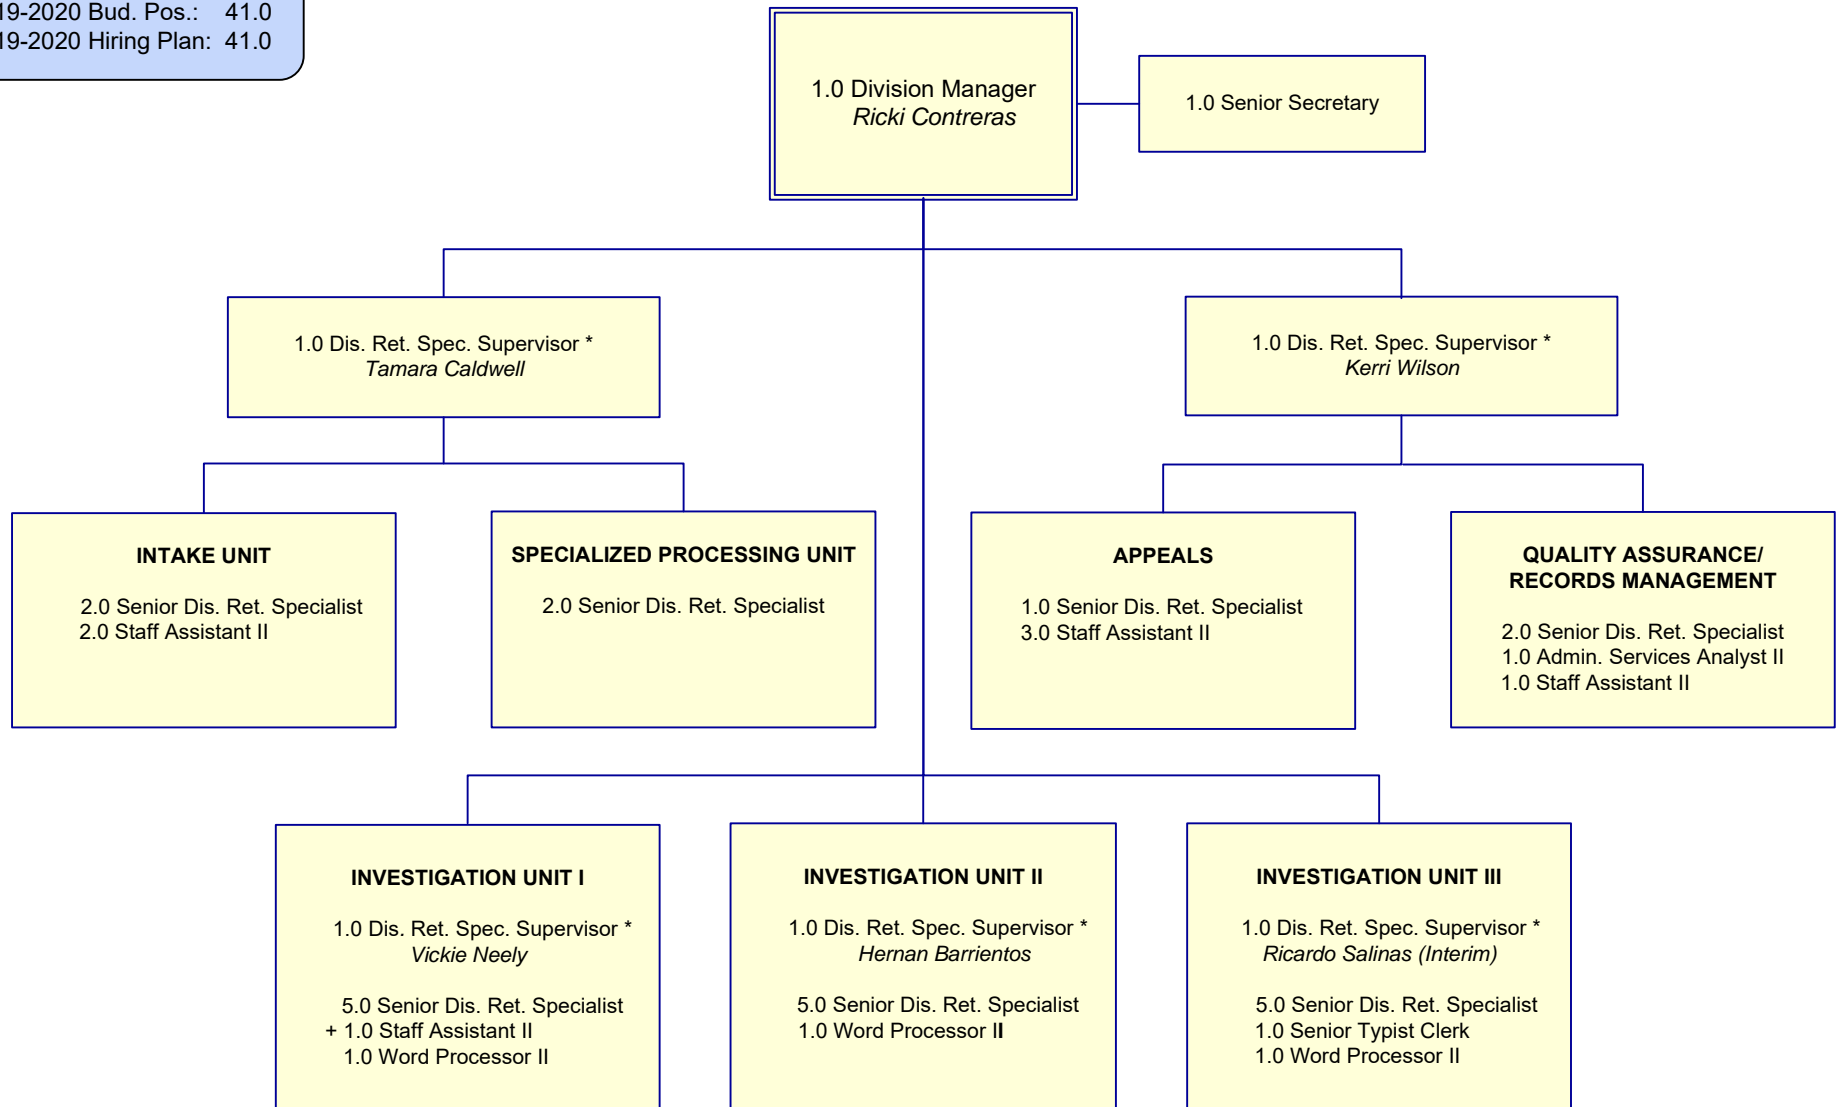 19-2020 Bud. Pos.: 41.0
19-2020 Hiring Plan: 41.0
1.0 Division Manager
Ricki Contreras
1.0 Senior Secretary
1.0 Dis. Ret. Spec. Supervisor *
Tamara Caldwell
1.0 Dis. Ret. Spec. Supervisor *
Kerri Wilson
INTAKE UNIT
2.0 Senior Dis. Ret. Specialist
2.0 Staff Assistant II
SPECIALIZED PROCESSING UNIT
2.0 Senior Dis. Ret. Specialist
APPEALS
1.0 Senior Dis. Ret. Specialist
3.0 Staff Assistant II
QUALITY ASSURANCE/
RECORDS MANAGEMENT
2.0 Senior Dis. Ret. Specialist
1.0 Admin. Services Analyst II
1.0 Staff Assistant II
INVESTIGATION UNIT I
1.0 Dis. Ret. Spec. Supervisor *
Vickie Neely
5.0 Senior Dis. Ret. Specialist
+ 1.0 Staff Assistant II
1.0 Word Processor II
INVESTIGATION UNIT II
1.0 Dis. Ret. Spec. Supervisor *
Hernan Barrientos
5.0 Senior Dis. Ret. Specialist
1.0 Word Processor II
INVESTIGATION UNIT III
1.0 Dis. Ret. Spec. Supervisor *
Ricardo Salinas (Interim)
5.0 Senior Dis. Ret. Specialist
1.0 Senior Typist Clerk
1.0 Word Processor II